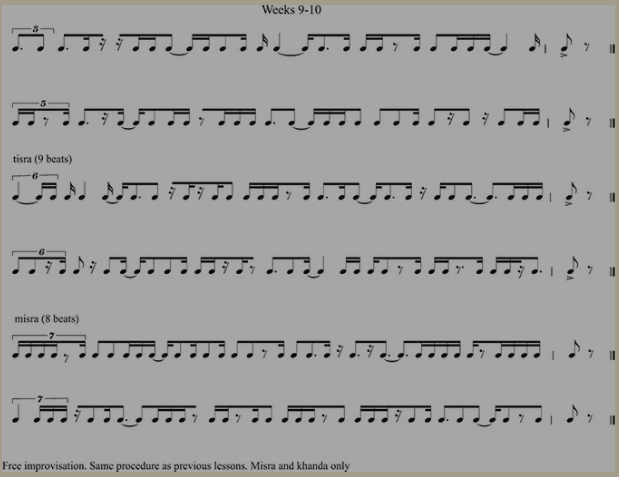 Weeks 9-10
5
5
tisra (9 beats)
6
6
misra (8 beats)
7
7
Free improvisation. Same procedure as previous lessons. Misra and khanda only